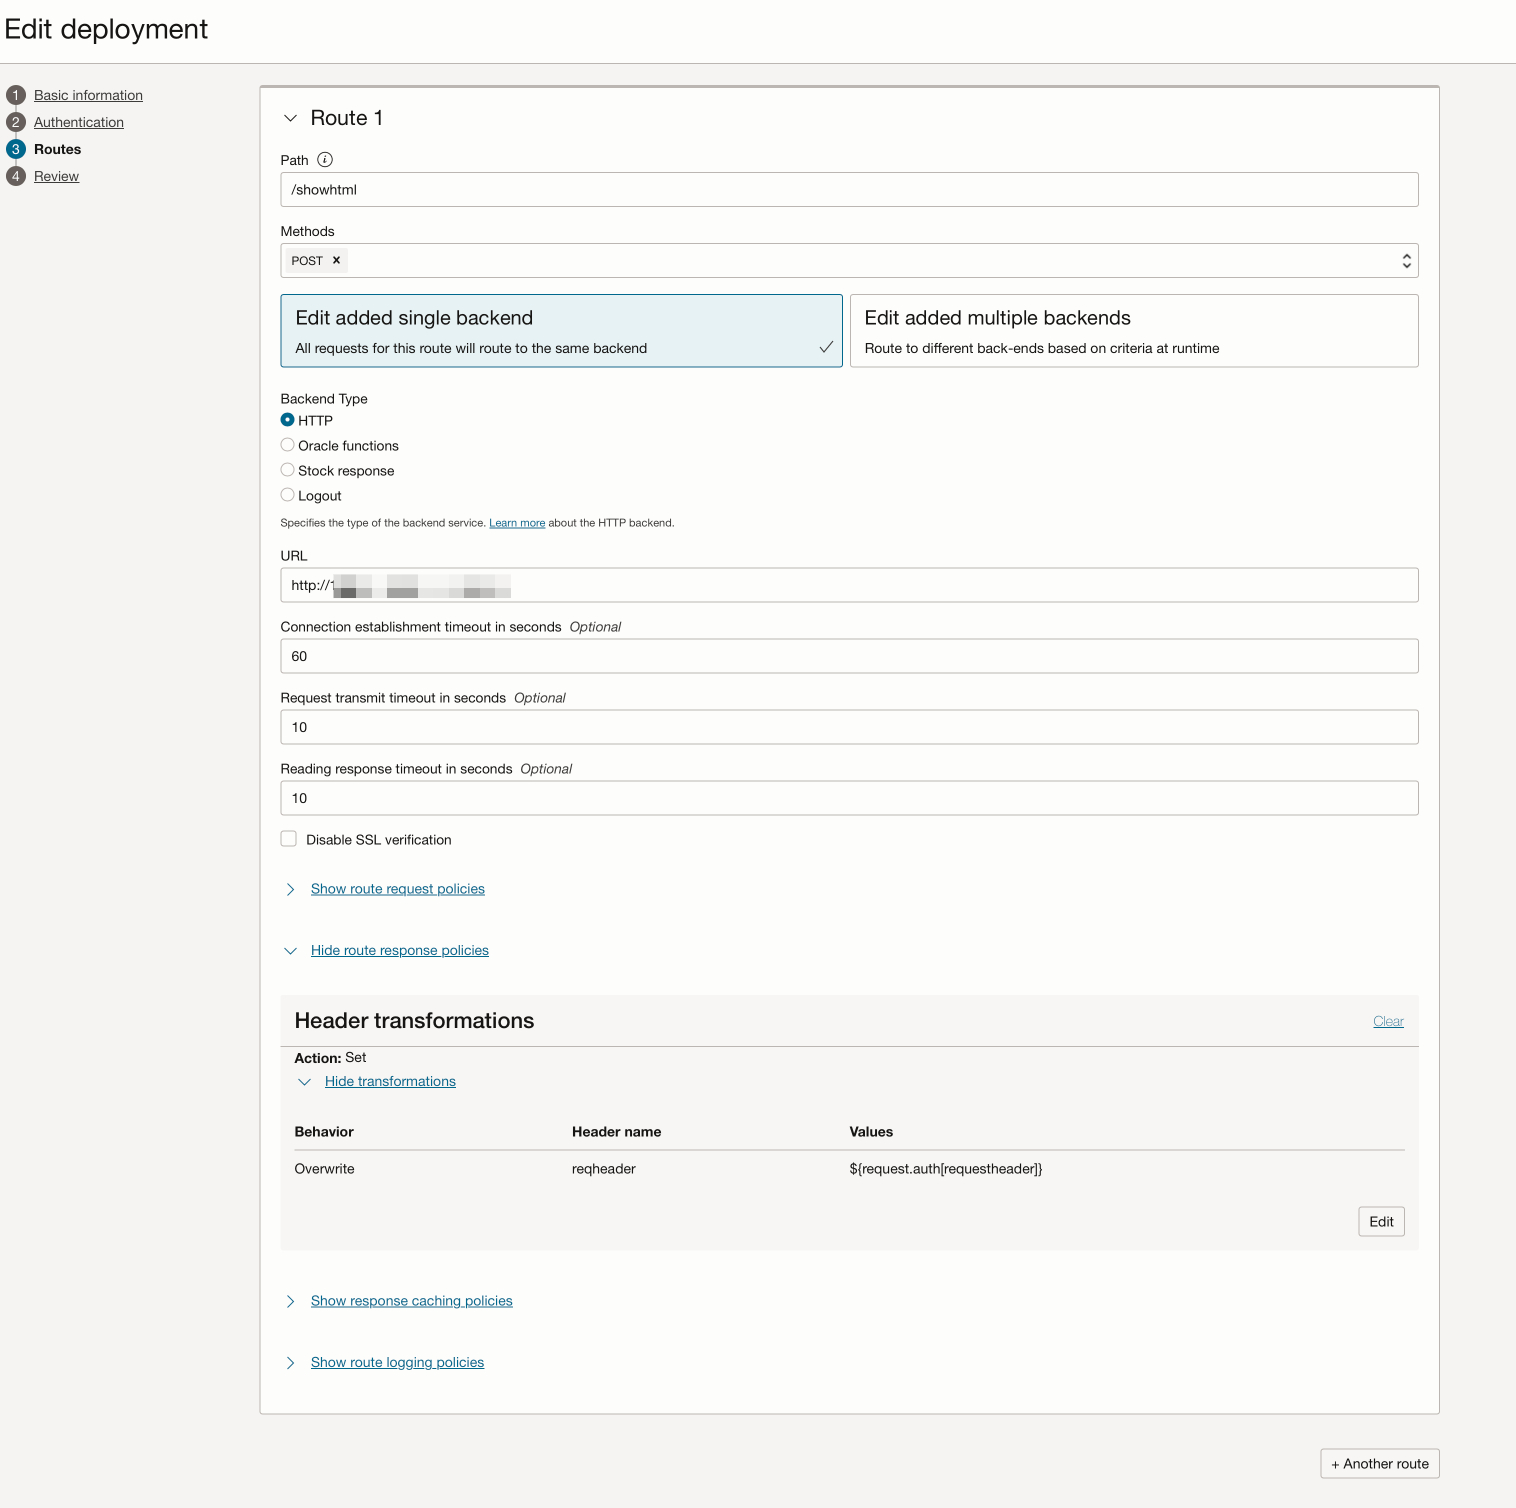 Edit deployment
1 Basic information
2 Authentication
3 Routes
4 Review
Route 1
Path i
/showhtml
Methods
POST ×
Edit added single backend
All requests for this route will route to the same backend
Edit added multiple backends
Route to different back-ends based on criteria at runtime
Backend Type
HTTP
Oracle functions
Stock response
Logout
Specifies the type of the backend service. Learn more about the HTTP backend.
URL
http://
Connection establishment timeout in seconds Optional
60
Request transmit timeout in seconds Optional
10
Reading response timeout in seconds Optional
10
Disable SSL verification
Show route request policies
Hide route response policies
Header transformations
Clear
Action: Set
Hide transformations
Behavior Header name Values
Overwrite reqheader ${request.auth[requestheader]}
Edit
Show response caching policies
Show route logging policies
+ Another route